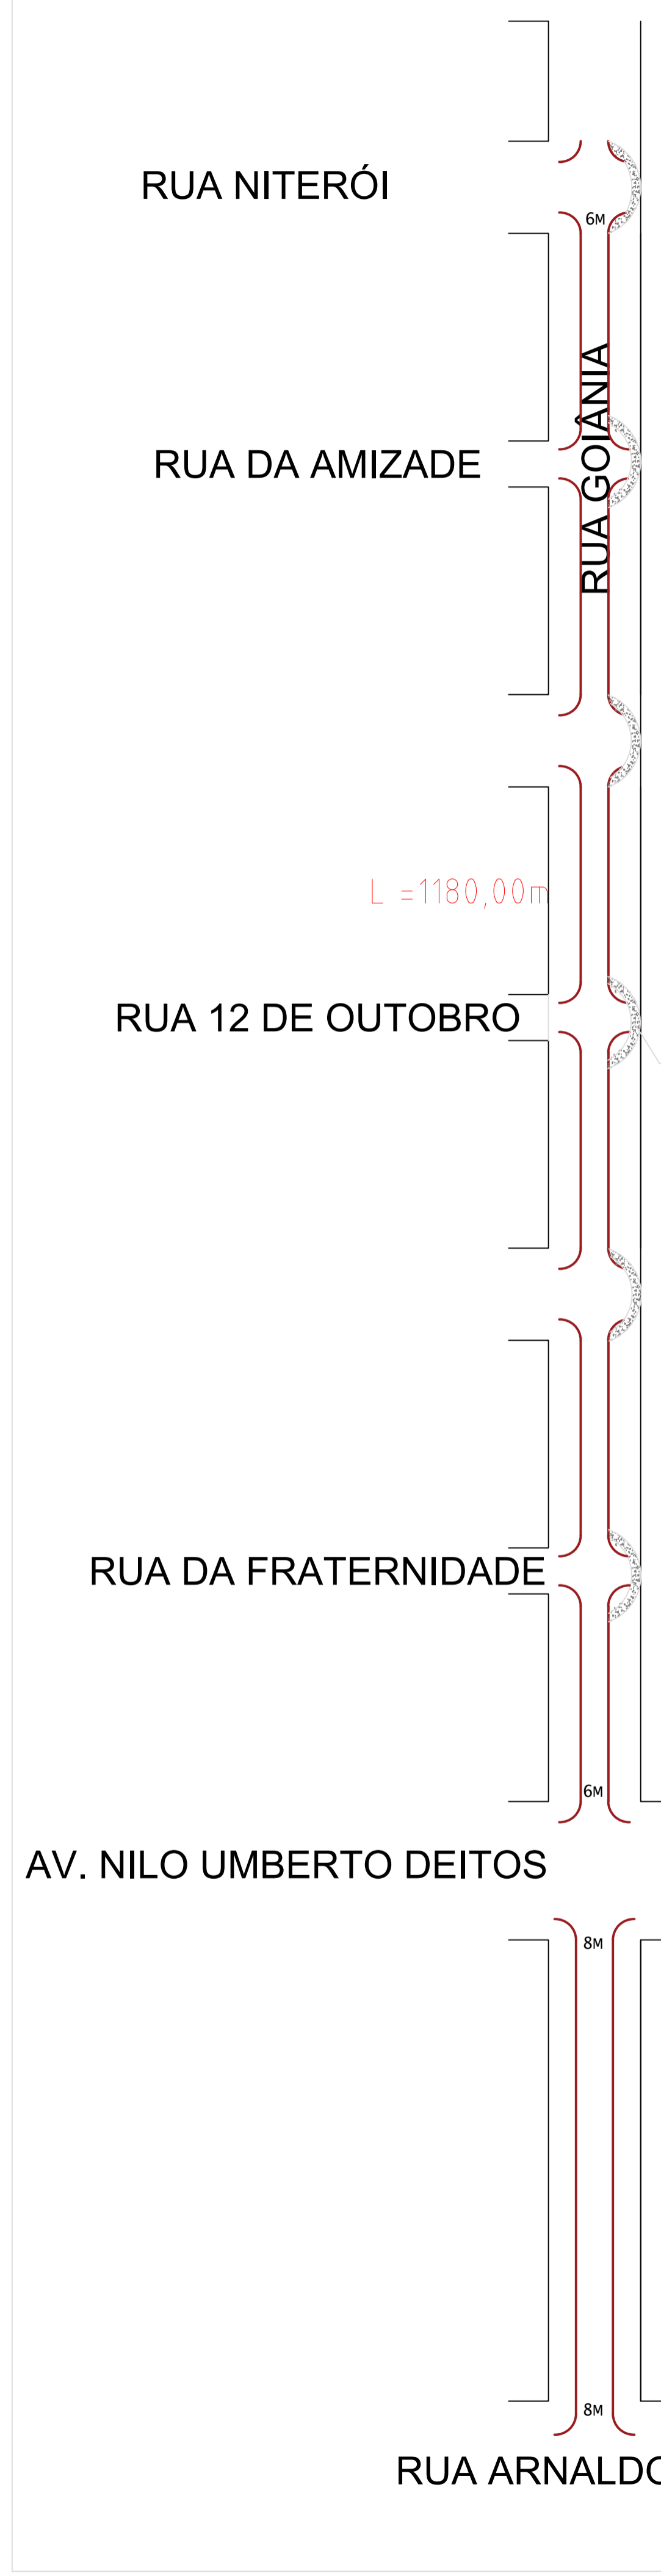 RUA NITERÓI
6M
RUA GOIÂNIA
RUA DA AMIZADE
L =1180,00m
RUA 12 DE OUTOBRO
RUA DA FRATERNIDADE
6M
AV. NILO UMBERTO DEITOS
8M
8M
RUA ARNALDO